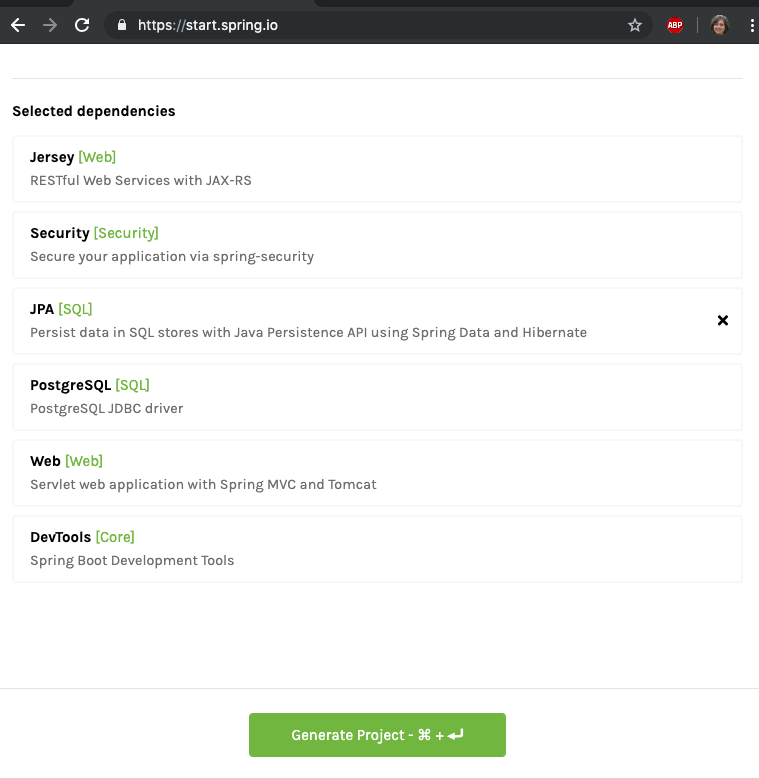 https://start.spring.io
ABP
Selected dependencies
Jersey [Web]
RESTful Web Services with JAX-RS
Security [Security]
Secure your application via spring-security
JPA [SQL]
Persist data in SQL stores with Java Persistence API using Spring Data and Hibernate
PostgreSQL [SQL]
PostgreSQL JDBC driver
Web [Web]
Servlet web application with Spring MVC and Tomcat
DevTools [Core]
Spring Boot Development Tools
Generate Project - ⌘ + ↵